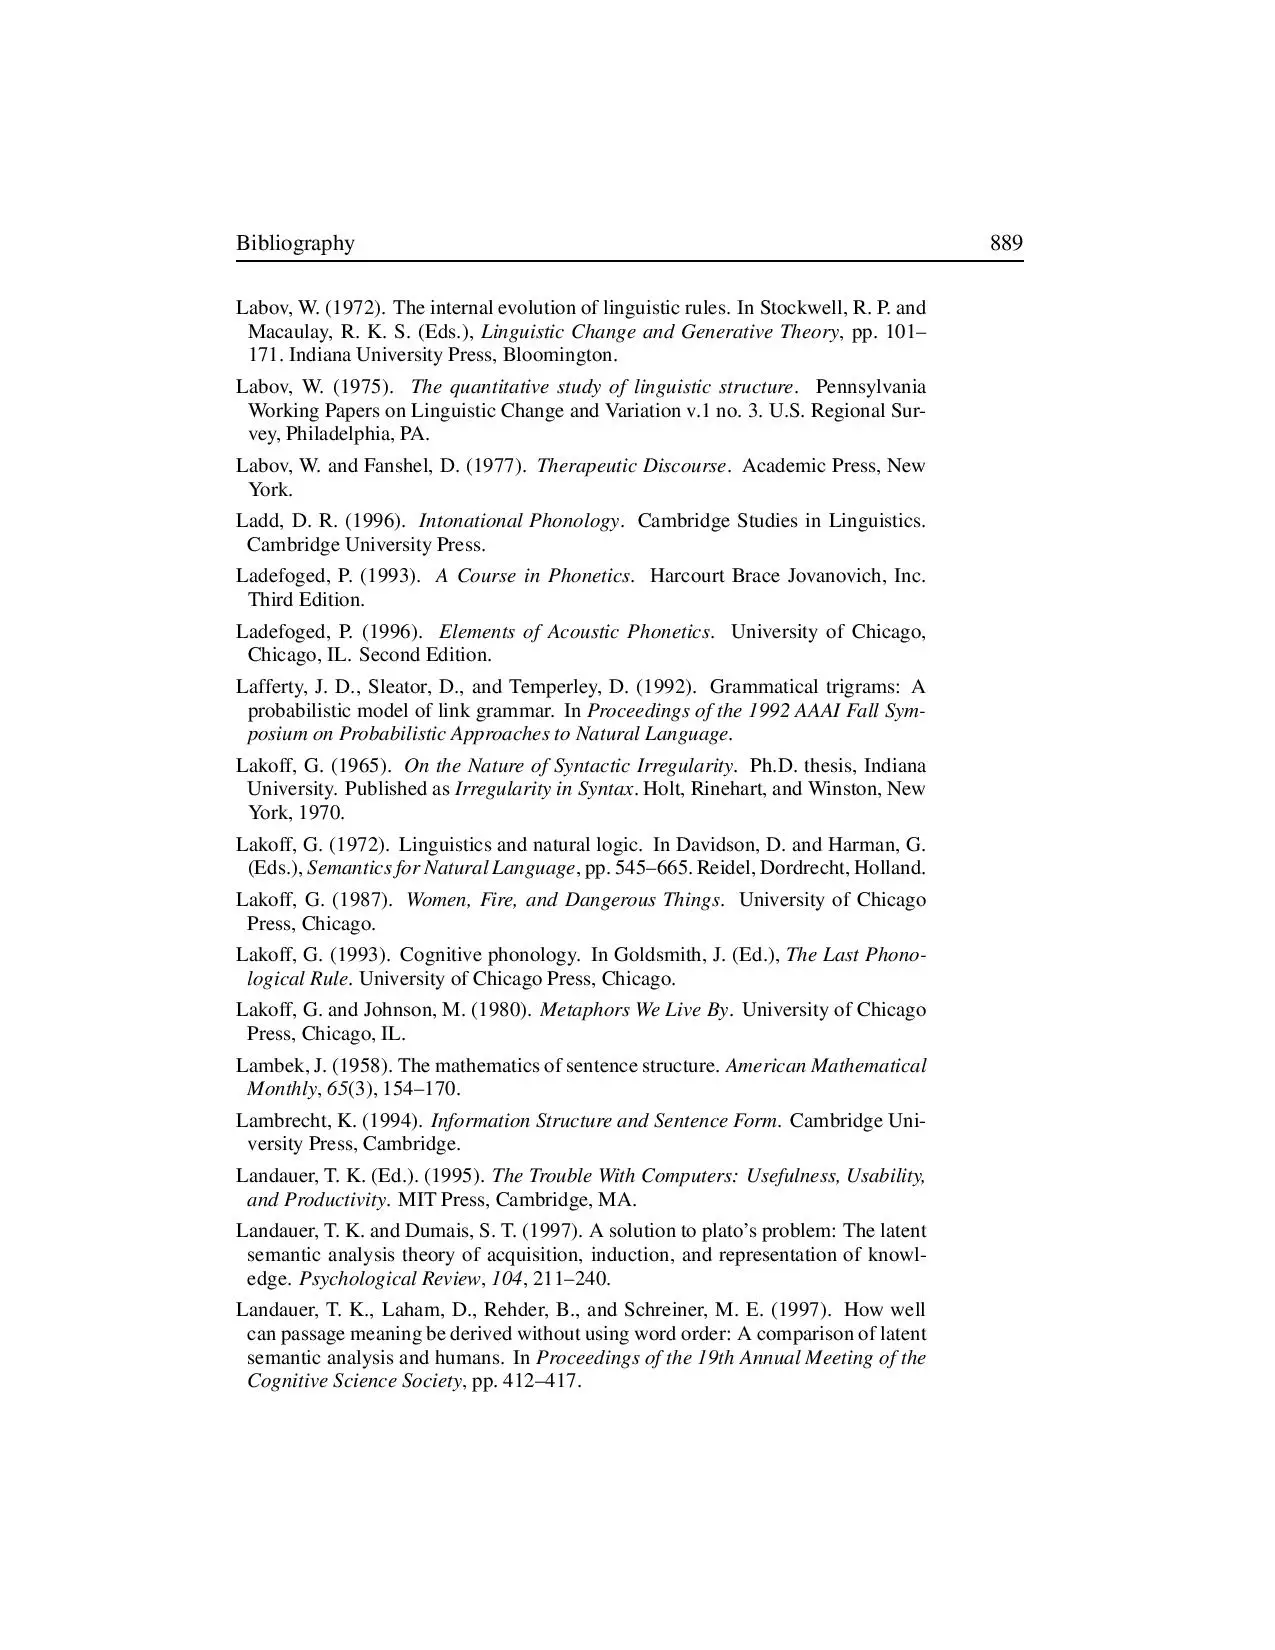 Bibliography 889
Labov, W. (1972). The internal evolution of linguistic rules. In Stockwell, R. P. and
Macaulay, R. K. S. (Eds.), Linguistic Change and Generative Theory, pp. 101–
171. Indiana University Press, Bloomington.
Labov, W. (1975). The quantitative study of linguistic structure. Pennsylvania
Working Papers on Linguistic Change and Variation v.1 no. 3. U.S. Regional Sur-
vey, Philadelphia, PA.
Labov, W. and Fanshel, D. (1977). Therapeutic Discourse. Academic Press, New
York.
Ladd, D. R. (1996). Intonational Phonology. Cambridge Studies in Linguistics.
Cambridge University Press.
Ladefoged, P. (1993). A Course in Phonetics. Harcourt Brace Jovanovich, Inc.
Third Edition.
Ladefoged, P. (1996). Elements of Acoustic Phonetics. University of Chicago,
Chicago, IL. Second Edition.
Lafferty, J. D., Sleator, D., and Temperley, D. (1992). Grammatical trigrams: A
probabilistic model of link grammar. In Proceedings of the 1992 AAAI Fall Sym-
posium on Probabilistic Approaches to Natural Language.
Lakoff, G. (1965). On the Nature of Syntactic Irregularity. Ph.D. thesis, Indiana
University. Published as Irregularity in Syntax. Holt, Rinehart, and Winston, New
York, 1970.
Lakoff, G. (1972). Linguistics and natural logic. In Davidson, D. and Harman, G.
(Eds.), Semantics for Natural Language, pp. 545–665. Reidel, Dordrecht, Holland.
Lakoff, G. (1987). Women, Fire, and Dangerous Things. University of Chicago
Press, Chicago.
Lakoff, G. (1993). Cognitive phonology. In Goldsmith, J. (Ed.), The Last Phono-
logical Rule. University of Chicago Press, Chicago.
Lakoff, G. and Johnson, M. (1980). Metaphors We Live By. University of Chicago
Press, Chicago, IL.
Lambek, J. (1958). The mathematics of sentence structure. American Mathematical
Monthly, 65(3), 154–170.
Lambrecht, K. (1994). Information Structure and Sentence Form. Cambridge Uni-
versity Press, Cambridge.
Landauer, T. K. (Ed.). (1995). The Trouble With Computers: Usefulness, Usability,
and Productivity. MIT Press, Cambridge, MA.
Landauer, T. K. and Dumais, S. T. (1997). A solution to plato's problem: The latent
semantic analysis theory of acquisition, induction, and representation of knowl-
edge. Psychological Review, 104, 211–240.
Landauer, T. K., Laham, D., Rehder, B., and Schreiner, M. E. (1997). How well
can passage meaning be derived without using word order: A comparison of latent
semantic analysis and humans. In Proceedings of the 19th Annual Meeting of the
Cognitive Science Society, pp. 412–417.